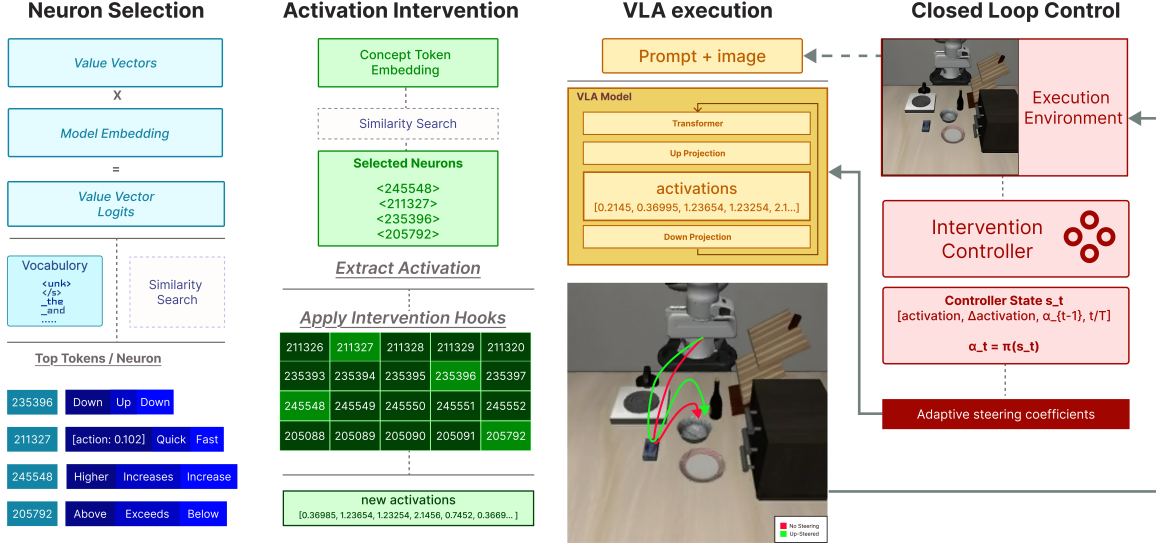 Neuron Selection
Value Vectors
X
Model Embedding
=
Value Vector
Logits
Vocabulory
<unk>
</s>
_the
_and
.....
Similarity
Search
Top Tokens / Neuron
235396 Down Up Down
211327 [action: 0.102] Quick Fast
245548 Higher Increases Increase
205792 Above Exceeds Below
Activation Intervention
Concept Token
Embedding
Similarity Search
Selected Neurons
<245548>
<211327>
<235396>
<205792>
Extract Activation
Apply Intervention Hooks
211326 211327 211328 211329 211320
235393 235394 235395 235396 235397
245548 245549 245550 245551 245552
205088 205089 205090 205091 205792
new activations
[0.36985, 1.23654, 1.23254, 2.1456, 0.7452, 0.3669... ]
VLA execution
Prompt + image
VLA Model
Transformer
Up Projection
activations
[0.2145, 0.36995, 1.23654, 1.23254, 2.1...]
Down Projection
No Steering
Up-Steered
Closed Loop Control
Execution
Environment
Intervention
Controller
Controller State s_t
[activation, Δactivation, α_{t-1}, t/T]
α_t = π(s_t)
Adaptive steering coefficients